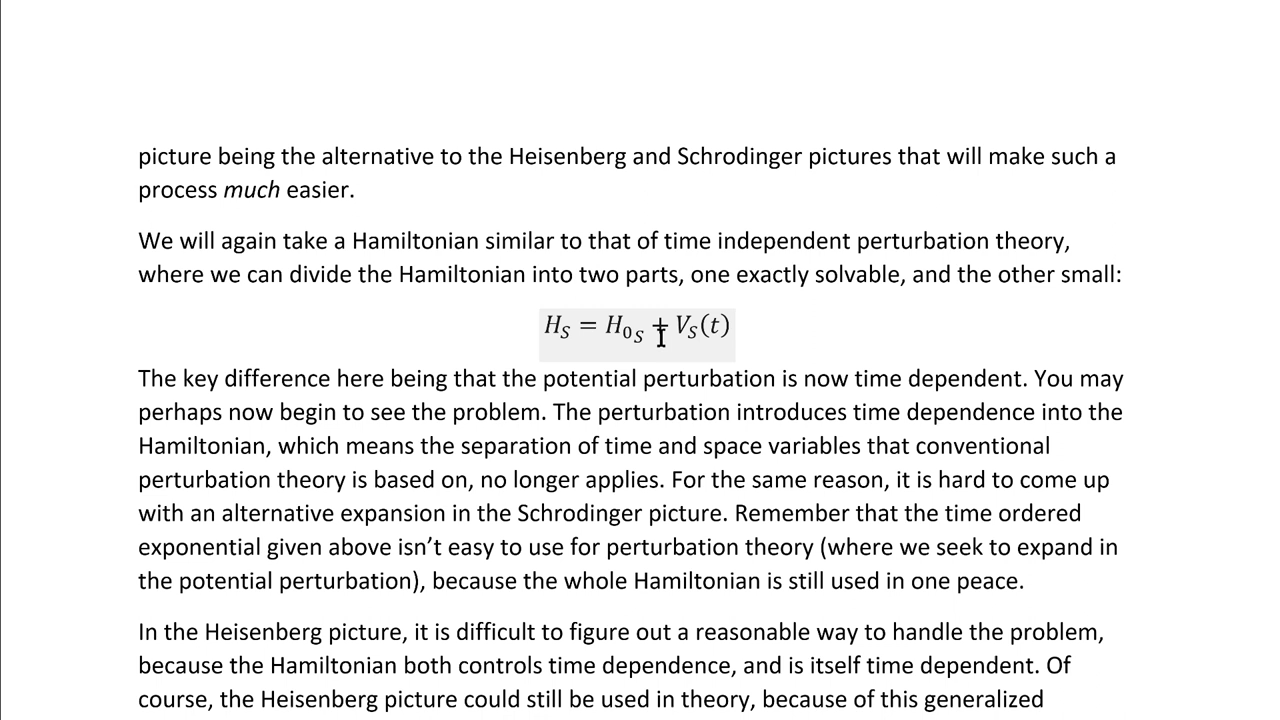 picture being the alternative to the Heisenberg and Schrodinger pictures that will make such a
process much easier.
We will again take a Hamiltonian similar to that of time independent perturbation theory,
where we can divide the Hamiltonian into two parts, one exactly solvable, and the other small:
H_S = H_{0_S} + V_S(t)
The key difference here being that the potential perturbation is now time dependent. You may
perhaps now begin to see the problem. The perturbation introduces time dependence into the
Hamiltonian, which means the separation of time and space variables that conventional
perturbation theory is based on, no longer applies. For the same reason, it is hard to come up
with an alternative expansion in the Schrodinger picture. Remember that the time ordered
exponential given above isn’t easy to use for perturbation theory (where we seek to expand in
the potential perturbation), because the whole Hamiltonian is still used in one peace.
In the Heisenberg picture, it is difficult to figure out a reasonable way to handle the problem,
because the Hamiltonian both controls time dependence, and is itself time dependent. Of
course, the Heisenberg picture could still be used in theory, because of this generalized